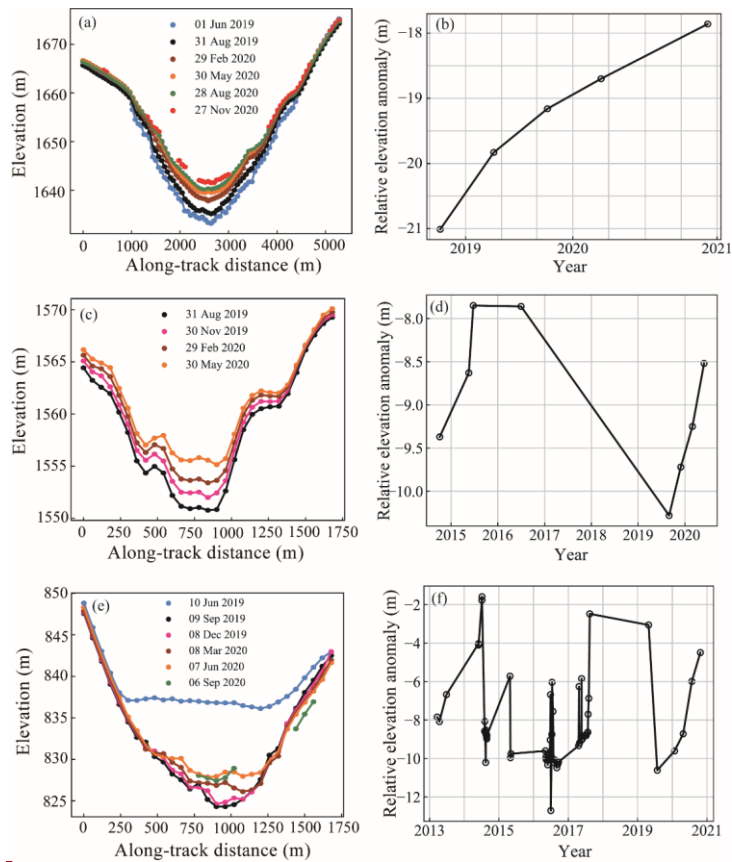 (a)
01 Jun 2019
31 Aug 2019
29 Feb 2020
30 May 2020
28 Aug 2020
27 Nov 2020
Elevation (m)
1670
1660
1650
1640
0 1000 2000 3000 4000 5000
Along-track distance (m)
(b)
Relative elevation anomaly (m)
−18
−19
−20
−21
2019 2020 2021
Year
(c)
31 Aug 2019
30 Nov 2019
29 Feb 2020
30 May 2020
Elevation (m)
1570
1565
1560
1555
1550
0 250 500 750 1000 1250 1500 1750
Along-track distance (m)
(d)
Relative elevation anomaly (m)
−8.0
−8.5
−9.0
−9.5
−10.0
2015 2016 2017 2018 2019 2020
Year
(e)
10 Jun 2019
09 Sep 2019
08 Dec 2019
08 Mar 2020
07 Jun 2020
06 Sep 2020
Elevation (m)
850
845
840
835
830
825
0 250 500 750 1000 1250 1500 1750
Along-track distance (m)
(f)
Relative elevation anomaly (m)
−2
−4
−6
−8
−10
−12
2013 2015 2017 2019 2021
Year